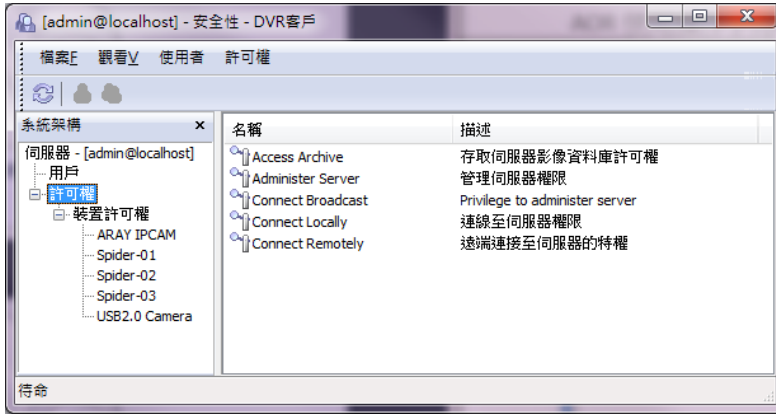 [admin@localhost] - 安全性 - DVR客戶
檔案F 觀看V 使用者 許可權
系統架構 x
伺服器 - [admin@localhost]
用戶
許可權
裝置許可權
ARAY IPCAM
Spider-01
Spider-02
Spider-03
USB2.0 Camera
名稱 描述
Access Archive 存取伺服器影像資料庫許可權
Administer Server 管理伺服器權限
Connect Broadcast Privilege to administer server
Connect Locally 連線至伺服器權限
Connect Remotely 遠端連接至伺服器的特權
待命